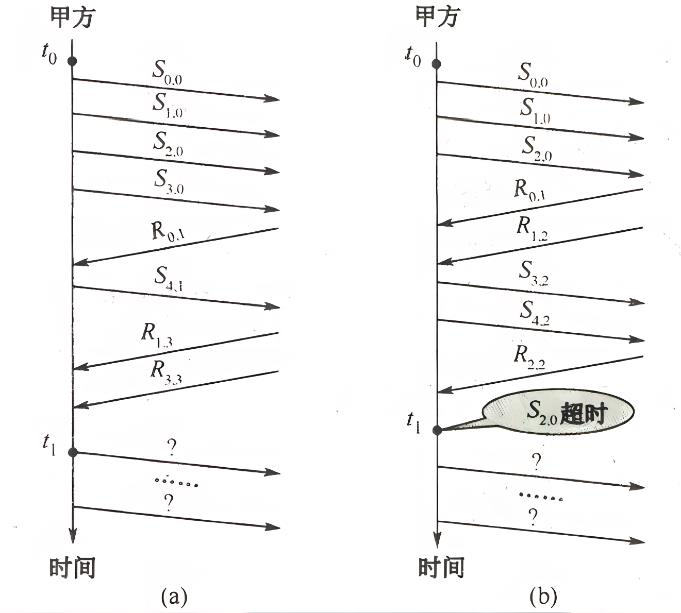 甲方
t₀
S₀,₀
S₁,₀
S₂,₀
S₃,₀
R₀,₁
S₄,₁
R₁,₃
R₃,₃
t₁
?
......
?
时间
(a)
甲方
t₀
S₀,₀
S₁,₀
S₂,₀
R₀,₁
R₁,₂
S₃,₂
S₄,₂
R₂,₂
S₂,₀超时
t₁
?
......
?
时间
(b)